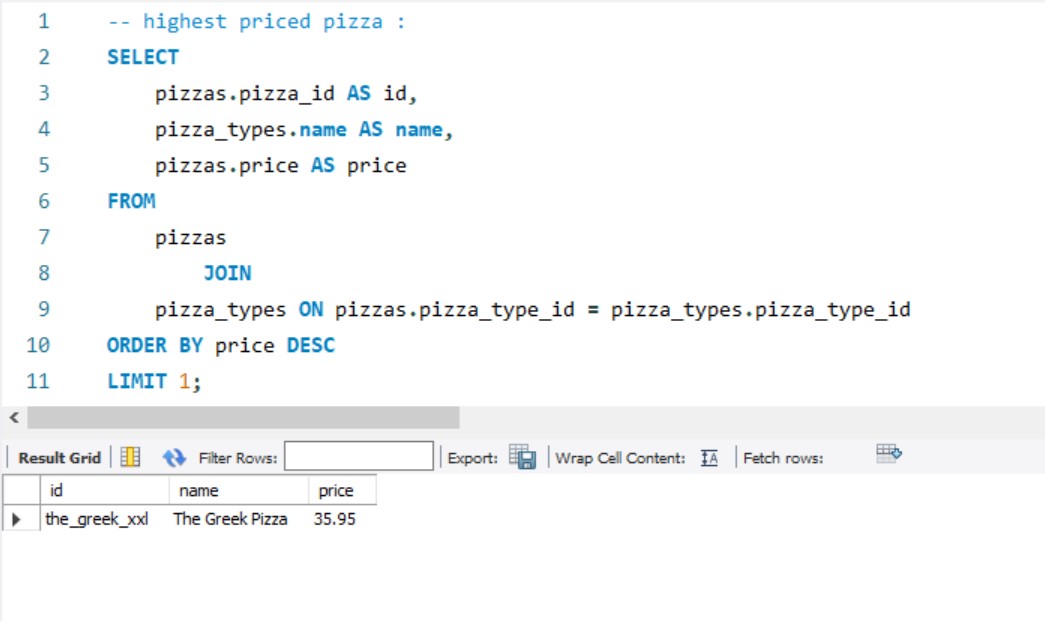 1 -- highest priced pizza :
2 SELECT
3 pizzas.pizza_id AS id,
4 pizza_types.name AS name,
5 pizzas.price AS price
6 FROM
7 pizzas
8 JOIN
9 pizza_types ON pizzas.pizza_type_id = pizza_types.pizza_type_id
10 ORDER BY price DESC
11 LIMIT 1;
Result Grid Filter Rows: Export: Wrap Cell Content: IA Fetch rows:
id name price
the_greek_xxl The Greek Pizza 35.95